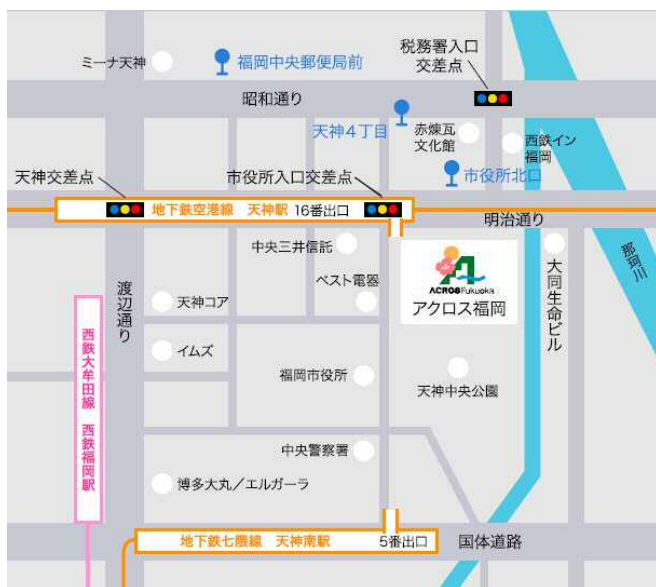 ミーナ天神
福岡中央郵便局前
税務署入口
交差点
昭和通り
天神4丁目
赤煉瓦
文化館
西鉄イン
福岡
天神交差点
市役所入口交差点
市役所北口
地下鉄空港線 天神駅 16番出口
明治通り
中央三井信託
ベスト電器
ACROS Fukuoka
アクロス福岡
大同生命ビル
那珂川
渡辺通り
天神コア
イムズ
西鉄大牟田線 西鉄福岡駅
福岡市役所
天神中央公園
中央警察署
博多大丸/エルガーラ
地下鉄七隈線 天神南駅 5番出口
国体道路